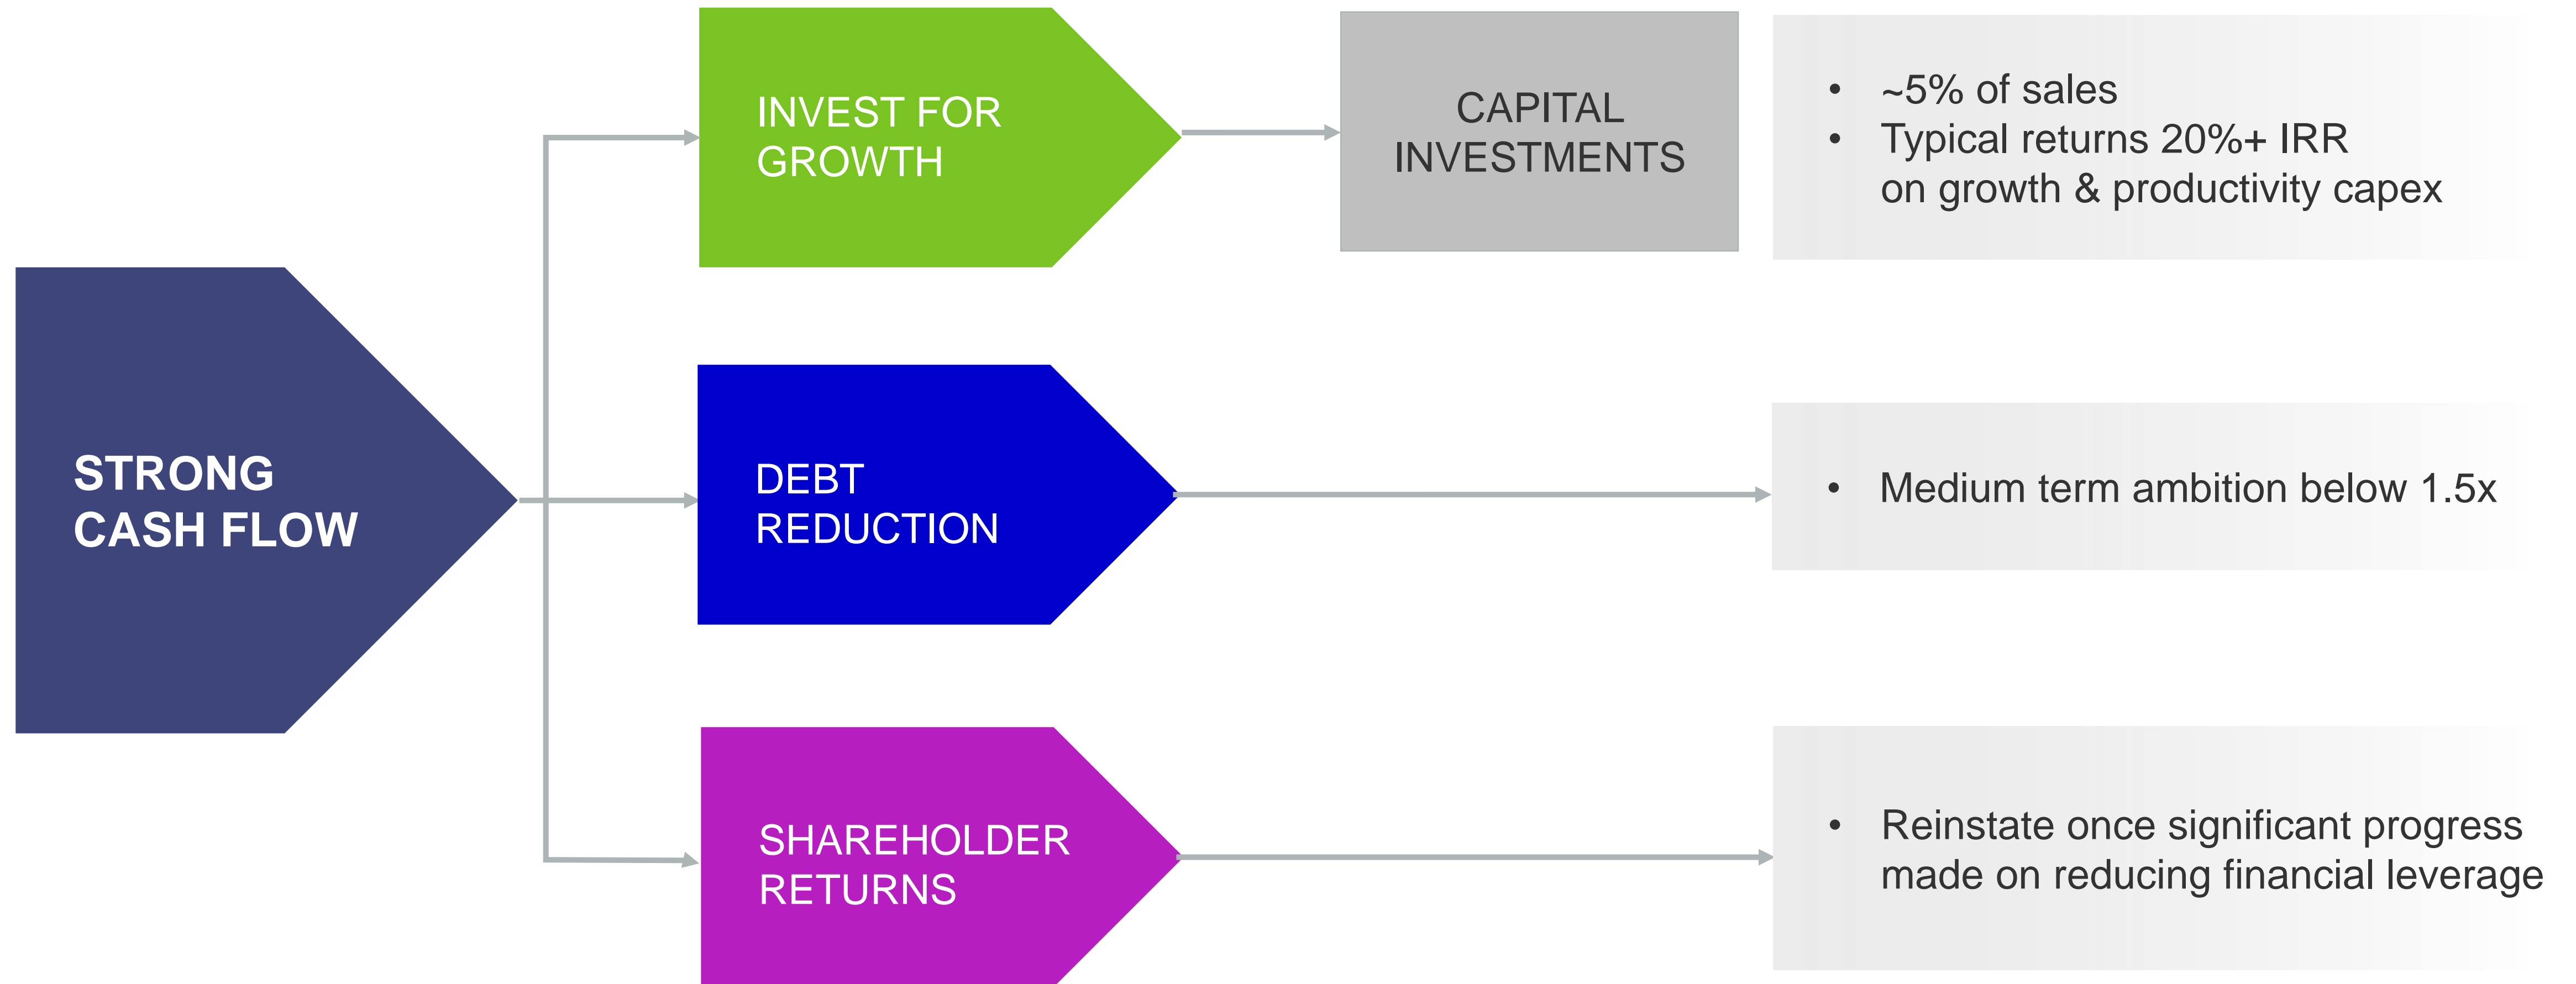 STRONG
CASH FLOW
INVEST FOR
GROWTH
CAPITAL
INVESTMENTS
• ~5% of sales
• Typical returns 20%+ IRR
on growth & productivity capex
DEBT
REDUCTION
• Medium term ambition below 1.5x
SHAREHOLDER
RETURNS
• Reinstate once significant progress
made on reducing financial leverage